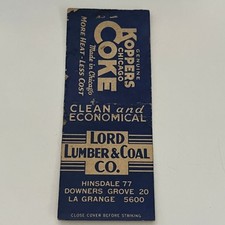 GENUINE
KOPPERS
CHICAGO
COKE
Made in Chicago
MORE HEAT - LESS COST
CLEAN and
ECONOMICAL
LORD
LUMBER & COAL
CO.
HINSDALE 77
DOWNERS GROVE 20
LA GRANGE 5600
CLOSE COVER BEFORE STRIKING